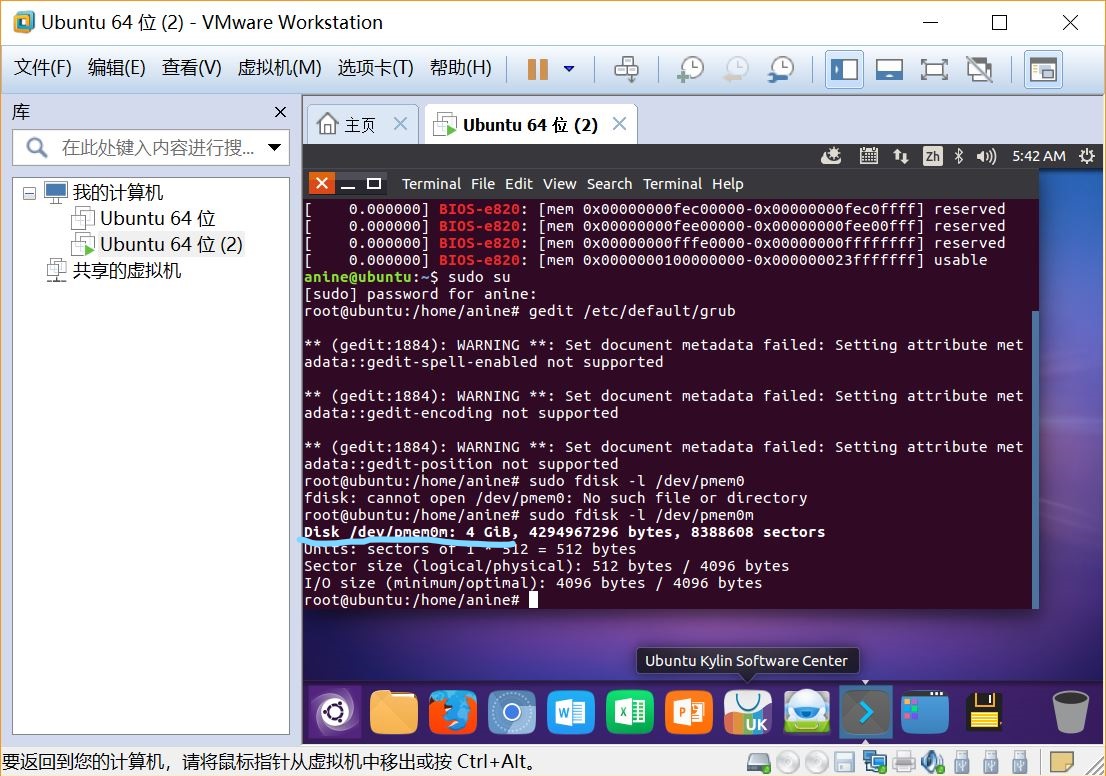 Ubuntu 64 位 (2) - VMware Workstation
文件(F) 编辑(E) 查看(V) 虚拟机(M) 选项卡(T) 帮助(H)
库
在此处键入内容进行搜...
我的计算机
Ubuntu 64 位
Ubuntu 64 位 (2)
共享的虚拟机
主页
Ubuntu 64 位 (2)
Zh
5:42 AM
Terminal File Edit View Search Terminal Help
[    0.000000] BIOS-e820: [mem 0x00000000fec00000-0x00000000fec0ffff] reserved
[    0.000000] BIOS-e820: [mem 0x00000000fee00000-0x00000000fee00fff] reserved
[    0.000000] BIOS-e820: [mem 0x00000000fffe0000-0x00000000ffffffff] reserved
[    0.000000] BIOS-e820: [mem 0x0000000100000000-0x000000023fffffff] usable
anine@ubuntu:~$ sudo su
[sudo] password for anine:
root@ubuntu:/home/anine# gedit /etc/default/grub
** (gedit:1884): WARNING **: Set document metadata failed: Setting attribute met
adata::gedit-spell-enabled not supported
** (gedit:1884): WARNING **: Set document metadata failed: Setting attribute met
adata::gedit-encoding not supported
** (gedit:1884): WARNING **: Set document metadata failed: Setting attribute met
adata::gedit-position not supported
root@ubuntu:/home/anine# sudo fdisk -l /dev/pmem0
fdisk: cannot open /dev/pmem0: No such file or directory
root@ubuntu:/home/anine# sudo fdisk -l /dev/pmem0m
Disk /dev/pmem0m: 4 GiB, 4294967296 bytes, 8388608 sectors
Units: sectors of 1 * 512 = 512 bytes
Sector size (logical/physical): 512 bytes / 4096 bytes
I/O size (minimum/optimal): 4096 bytes / 4096 bytes
root@ubuntu:/home/anine#
Ubuntu Kylin Software Center
W
X
P
UK
要返回到您的计算机，请将鼠标指针从虚拟机中移出或按 Ctrl+Alt。